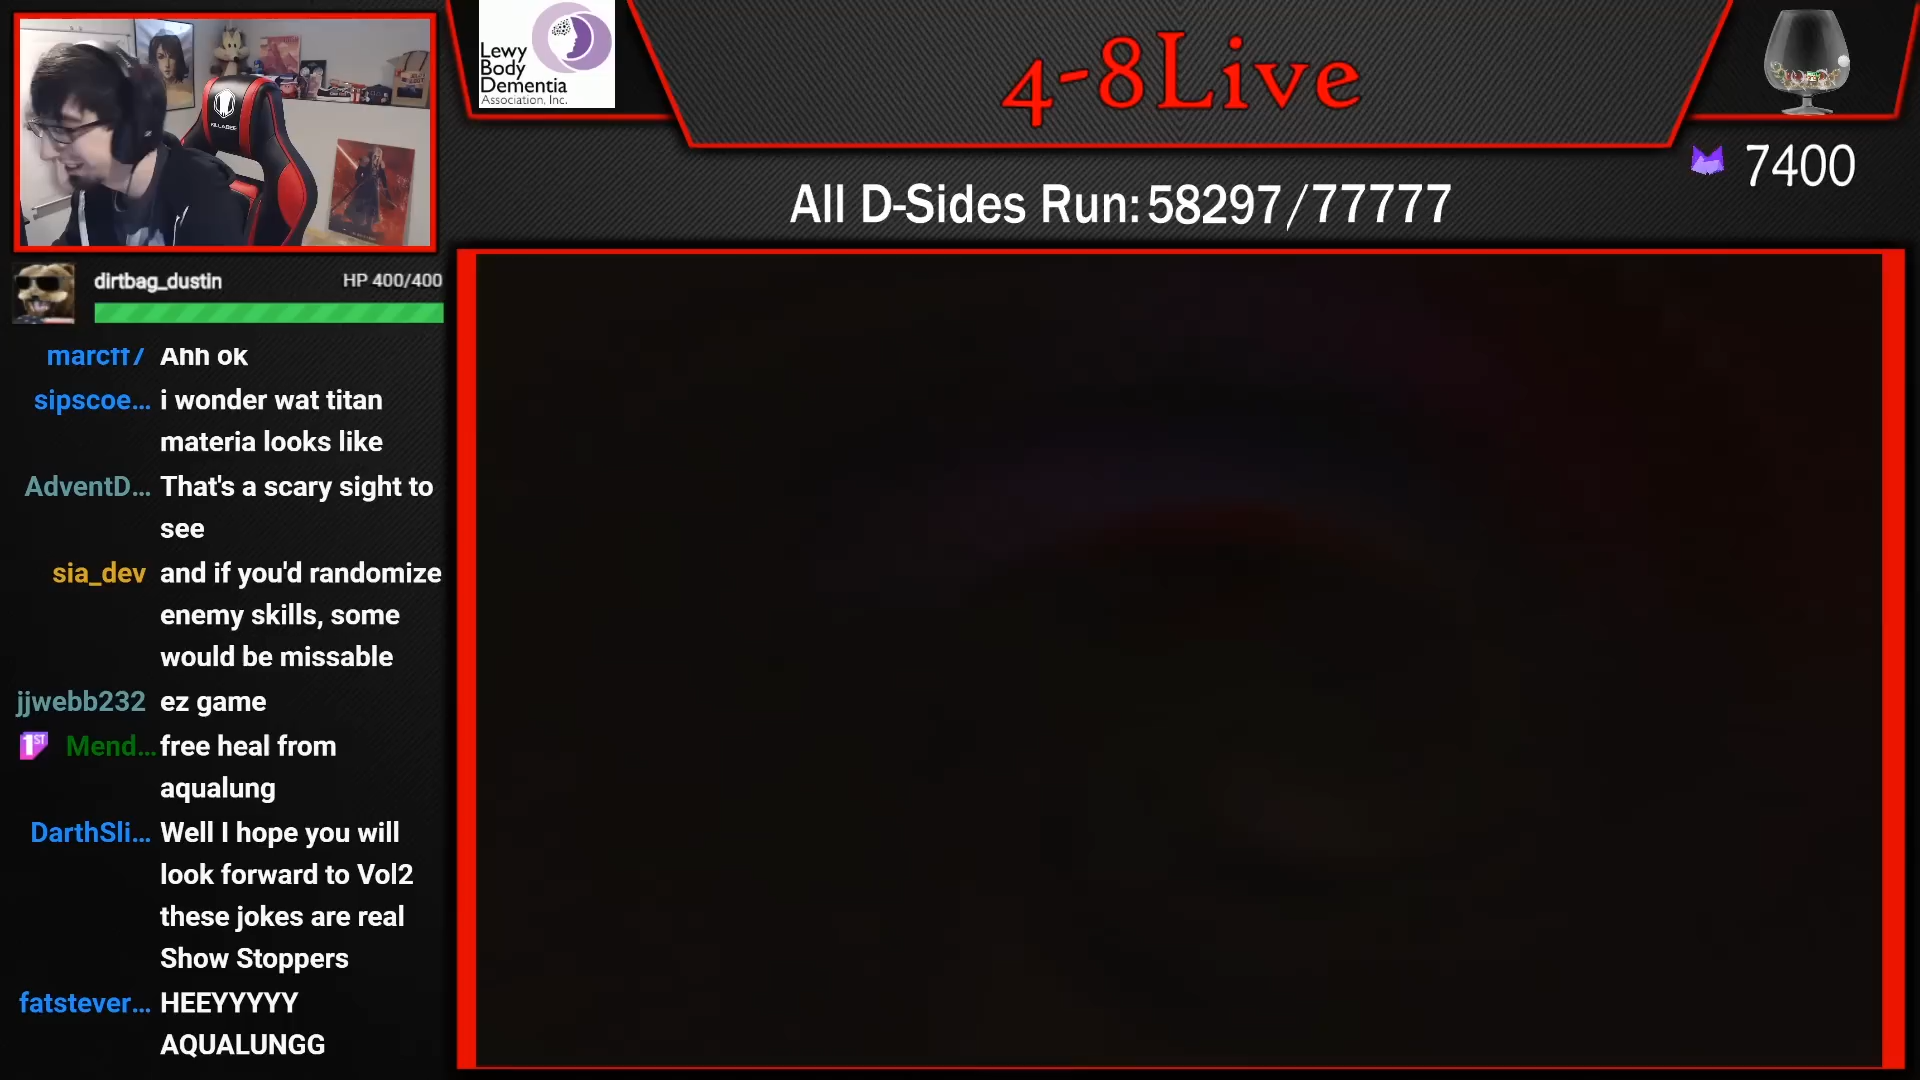 Lewy
Body
Dementia
Association, Inc.
4-8Live
7400
All D-Sides Run: 58297/77777
dirtbag_dustin HP 400/400
marcff7 Ahh ok
sipscoe… i wonder wat titan
materia looks like
AdventD… That's a scary sight to
see
sia_dev and if you'd randomize
enemy skills, some
would be missable
jjwebb232 ez game
1ST Mend… free heal from
aqualung
DarthSli… Well I hope you will
look forward to Vol2
these jokes are real
Show Stoppers
fatstever… HEEYYYYY
AQUALUNGG